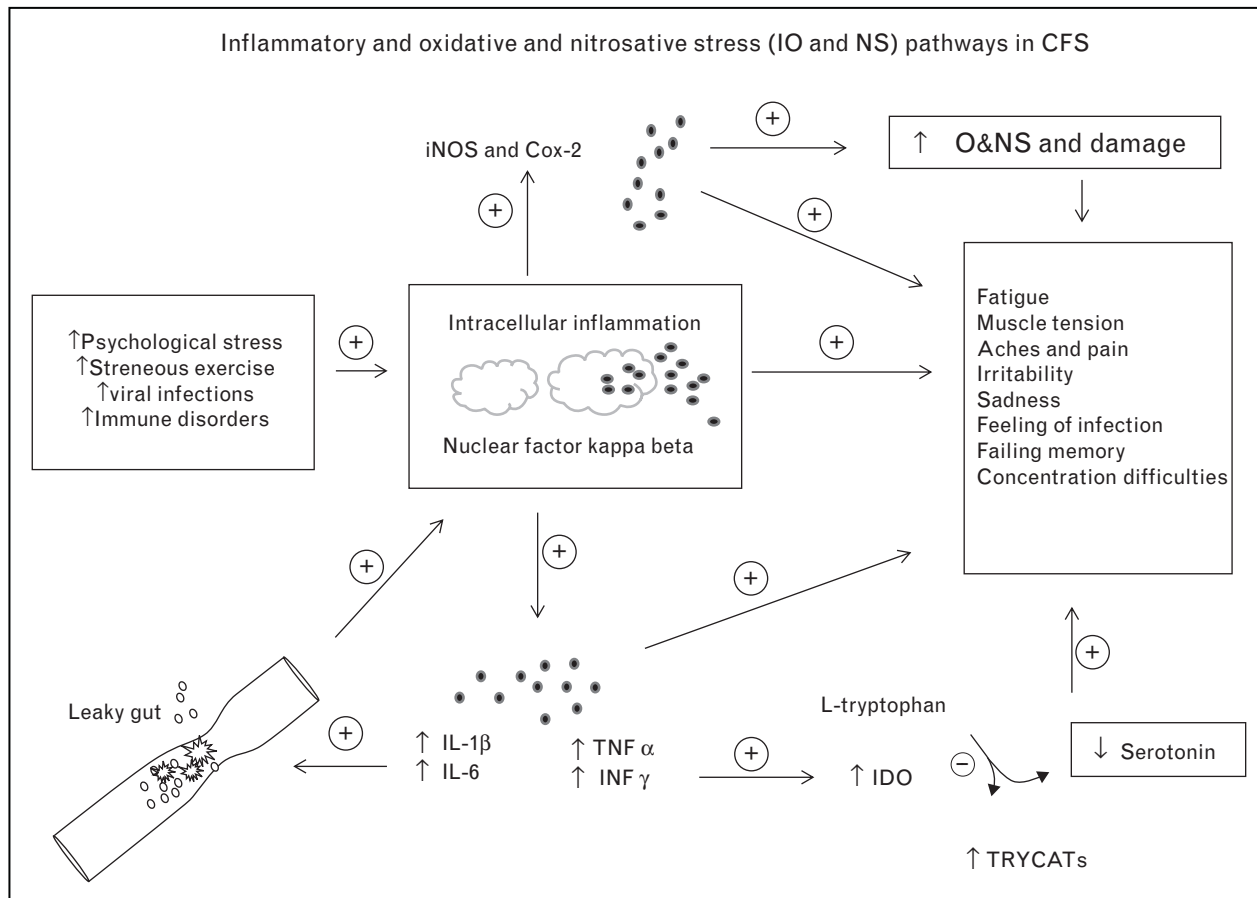 Inflammatory and oxidative and nitrosative stress (IO and NS) pathways in CFS
iNOS and Cox-2
+
↑ O&NS and damage
+
+
↑Psychological stress
↑Streneous exercise
↑viral infections
↑Immune disorders
+
Intracellular inflammation
Nuclear factor kappa beta
+
Fatigue
Muscle tension
Aches and pain
Irritability
Sadness
Feeling of infection
Failing memory
Concentration difficulties
+
+
+
+
Leaky gut
+
↑ IL-1β
↑ IL-6
↑ TNF α
↑ INF γ
+
L-tryptophan
↑ IDO
−
↓ Serotonin
↑ TRYCATs